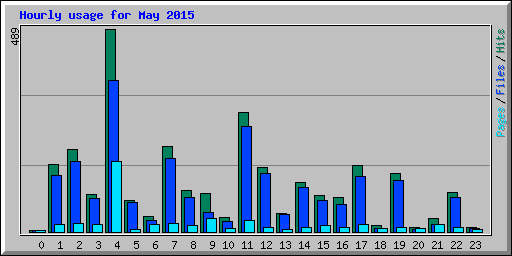 Hourly usage for May 2015
489
Pages/Files/Hits
0 1 2 3 4 5 6 7 8 9 10 11 12 13 14 15 16 17 18 19 20 21 22 23